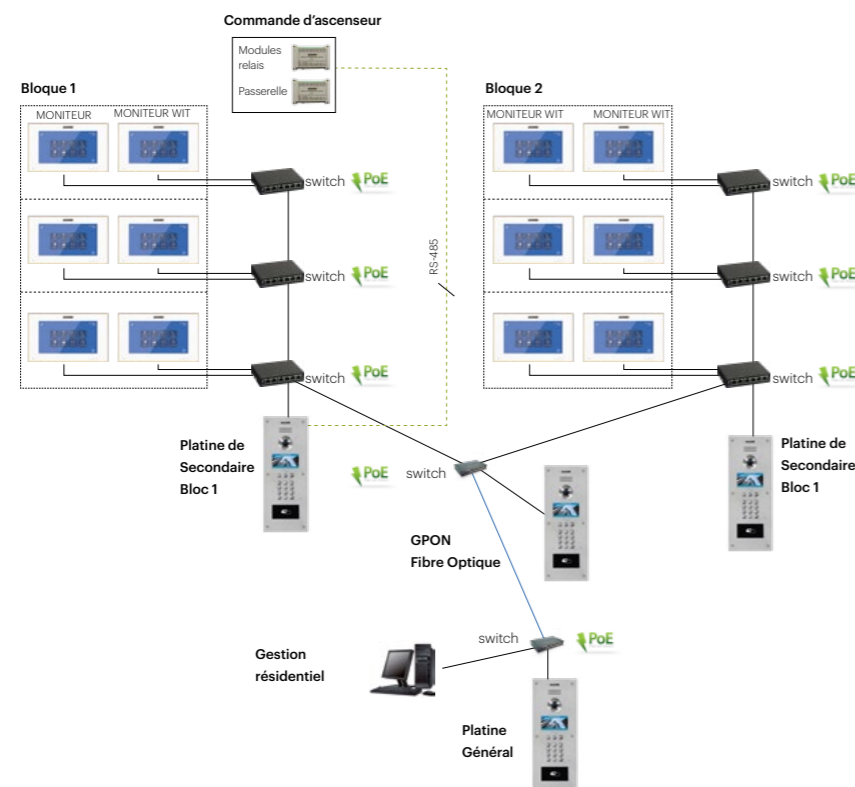 Commande d'ascenseur
Modules
relais
Passerelle
Bloque 1
MONITEUR
MONITEUR WIT
switch PoE
switch PoE
switch PoE
RS-485
Bloque 2
MONITEUR WIT
MONITEUR WIT
switch PoE
switch PoE
switch PoE
Platine de
Secondaire
Bloc 1
PoE switch
Platine de
Secondaire
Bloc 1
GPON
Fibre Optique
switch PoE
Gestion
résidentiel
Platine
Général